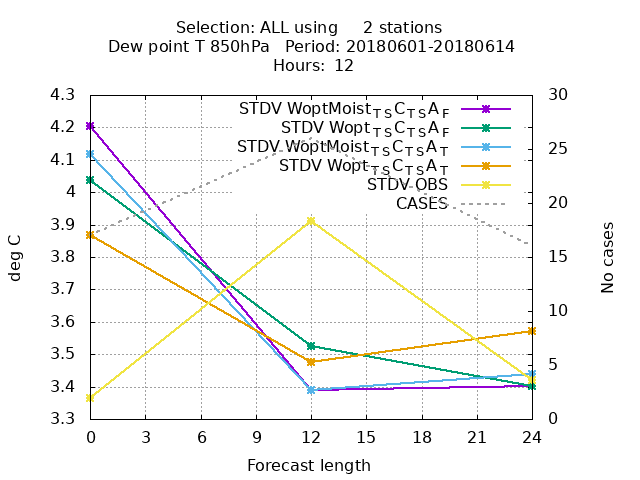 Selection: ALL using 2 stations
Dew point T 850hPa Period: 20180601-20180614
Hours: 12
4.3
4.2
4.1
4
3.9
3.8
3.7
3.6
3.5
3.4
3.3
deg C
STDV WoptMoistTSCTSAF
STDV WoptTSCTSAF
STDV WoptMoistTSCTSAT
STDV WoptTSCTSAT
STDV OBS
CASES
30
25
20
15
10
5
0
No cases
0 3 6 9 12 15 18 21 24
Forecast length